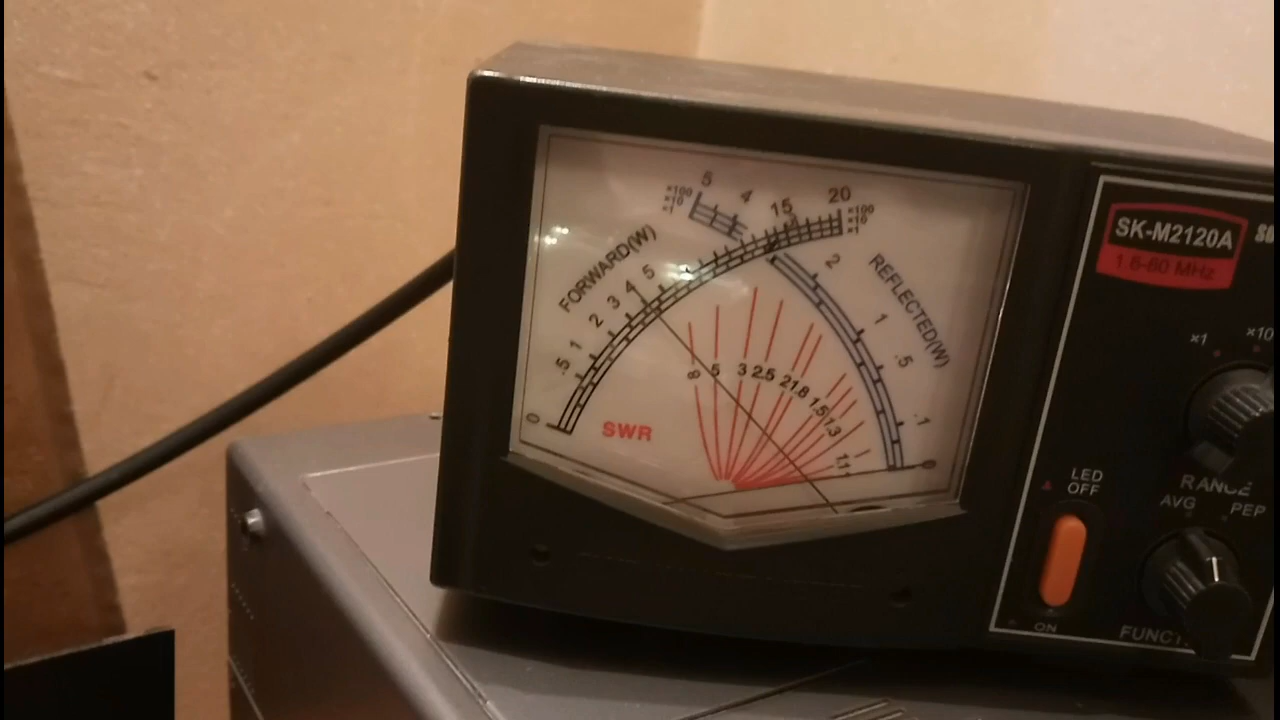 ×100 5 4 15 20 ×100
×10 ×10
×1 ×1
FORWARD(W)
REFLECTED(W)
0 .5 1 2 3 4 5
2 1 .5 .1 0
8 5 3 2.5 2 1.8 1.5 1.3 1.1
SWR
SK-M2120A
1.8-60 MHz
×1 ×10
RANGE
LED
OFF
ON
AVG PEP